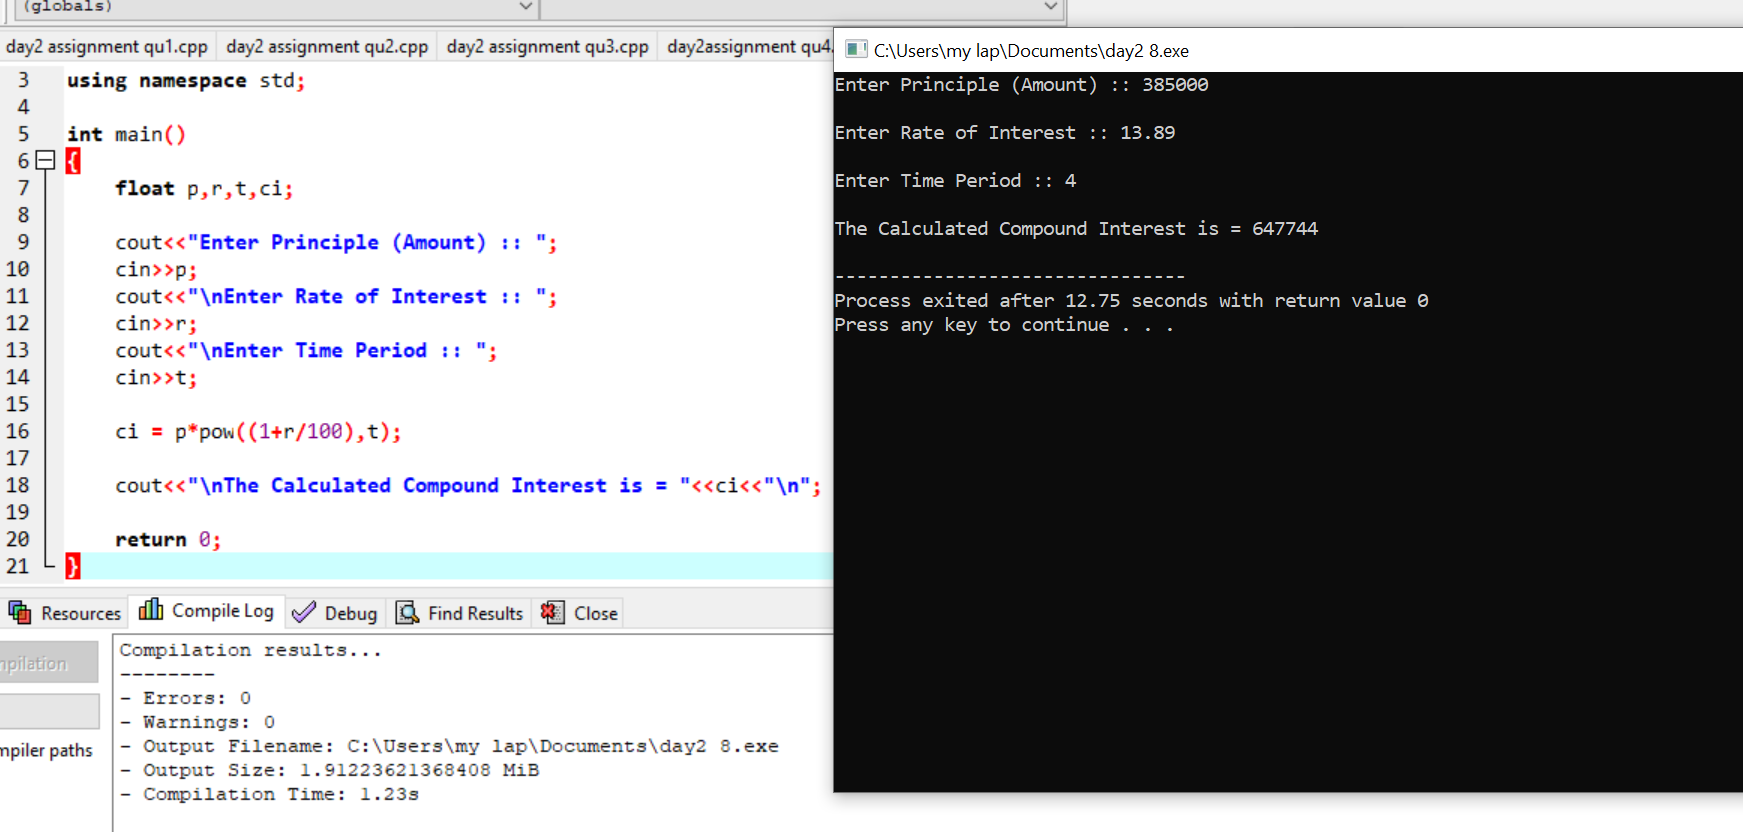 (globals)
day2 assignment qu1.cpp day2 assignment qu2.cpp day2 assignment qu3.cpp day2assignment qu4.
3 using namespace std;
4
5 int main()
6 {
7 float p,r,t,ci;
8
9 cout<<"Enter Principle (Amount) :: ";
10 cin>>p;
11 cout<<"\nEnter Rate of Interest :: ";
12 cin>>r;
13 cout<<"\nEnter Time Period :: ";
14 cin>>t;
15
16 ci = p*pow((1+r/100),t);
17
18 cout<<"\nThe Calculated Compound Interest is = "<<ci<<"\n";
19
20 return 0;
21 }
Resources Compile Log Debug Find Results Close
mpilation
mpiler paths
Compilation results...
--------
- Errors: 0
- Warnings: 0
- Output Filename: C:\Users\my lap\Documents\day2 8.exe
- Output Size: 1.91223621368408 MiB
- Compilation Time: 1.23s
C:\Users\my lap\Documents\day2 8.exe
Enter Principle (Amount) :: 385000
Enter Rate of Interest :: 13.89
Enter Time Period :: 4
The Calculated Compound Interest is = 647744
--------------------------------
Process exited after 12.75 seconds with return value 0
Press any key to continue . . .